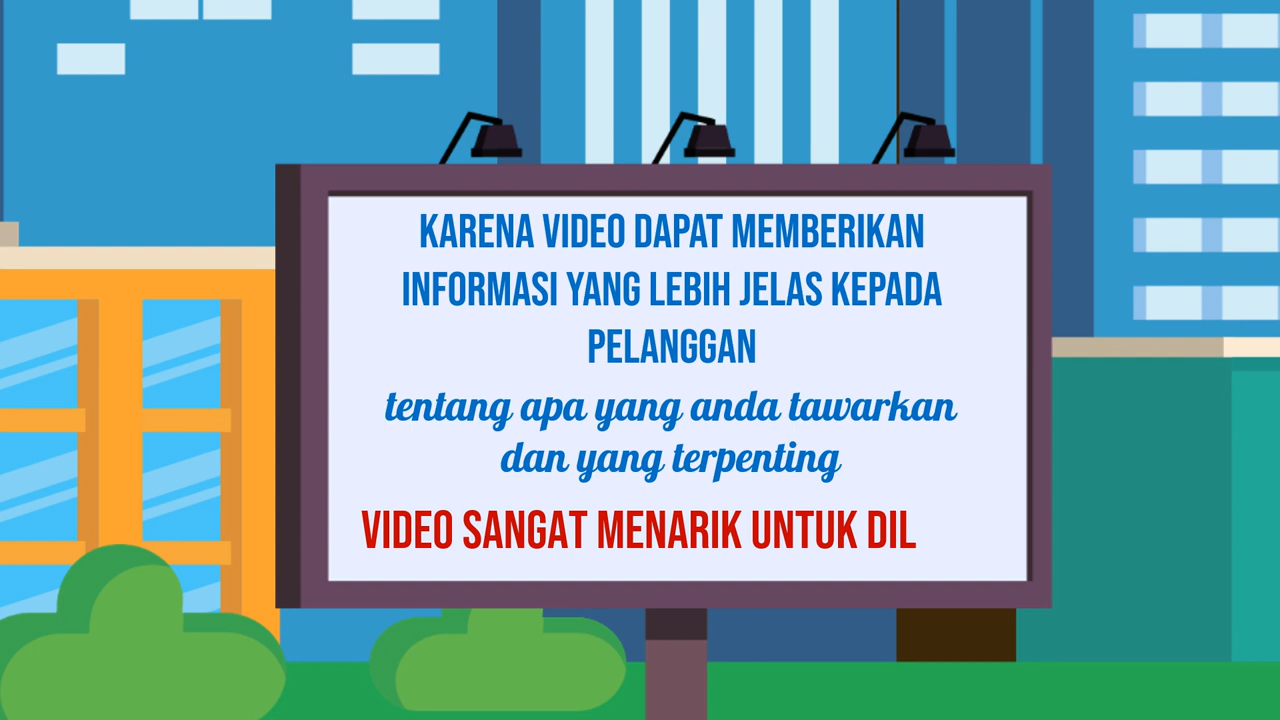 KARENA VIDEO DAPAT MEMBERIKAN
INFORMASI YANG LEBIH JELAS KEPADA
PELANGGAN
tentang apa yang anda tawarkan
dan yang terpenting
VIDEO SANGAT MENARIK UNTUK DIL